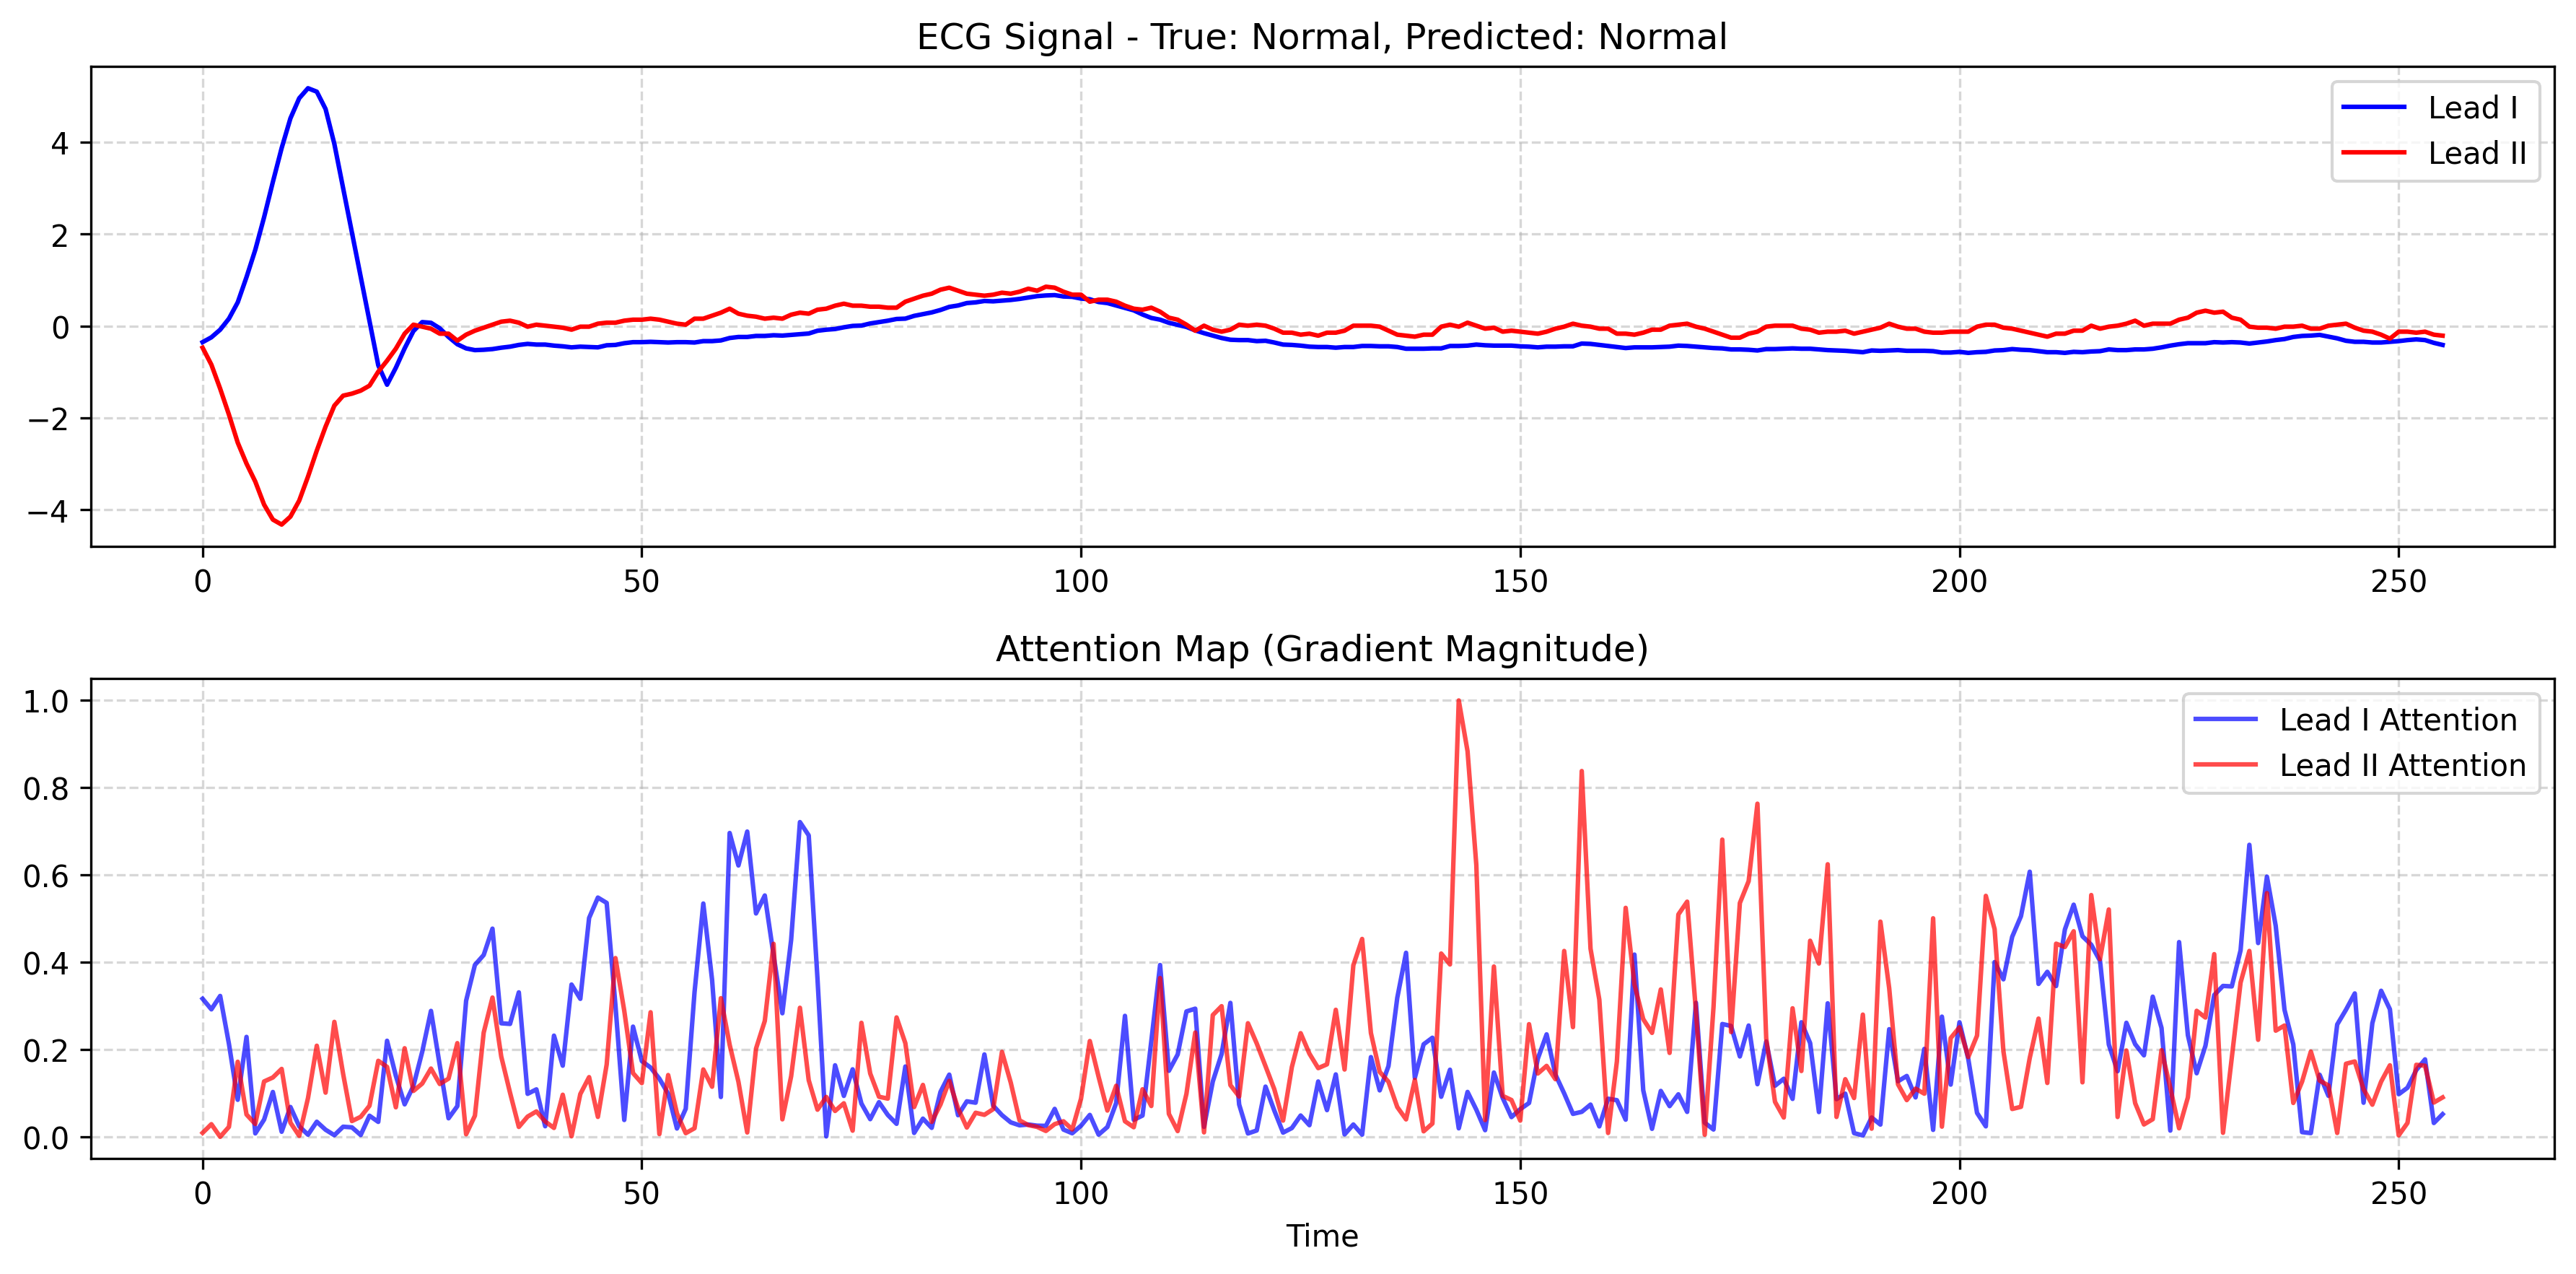 ECG Signal - True: Normal, Predicted: Normal
4
2
0
−2
−4
Lead I
Lead II
0 50 100 150 200 250
Attention Map (Gradient Magnitude)
1.0
0.8
0.6
0.4
0.2
0.0
Lead I Attention
Lead II Attention
0 50 100 150 200 250
Time